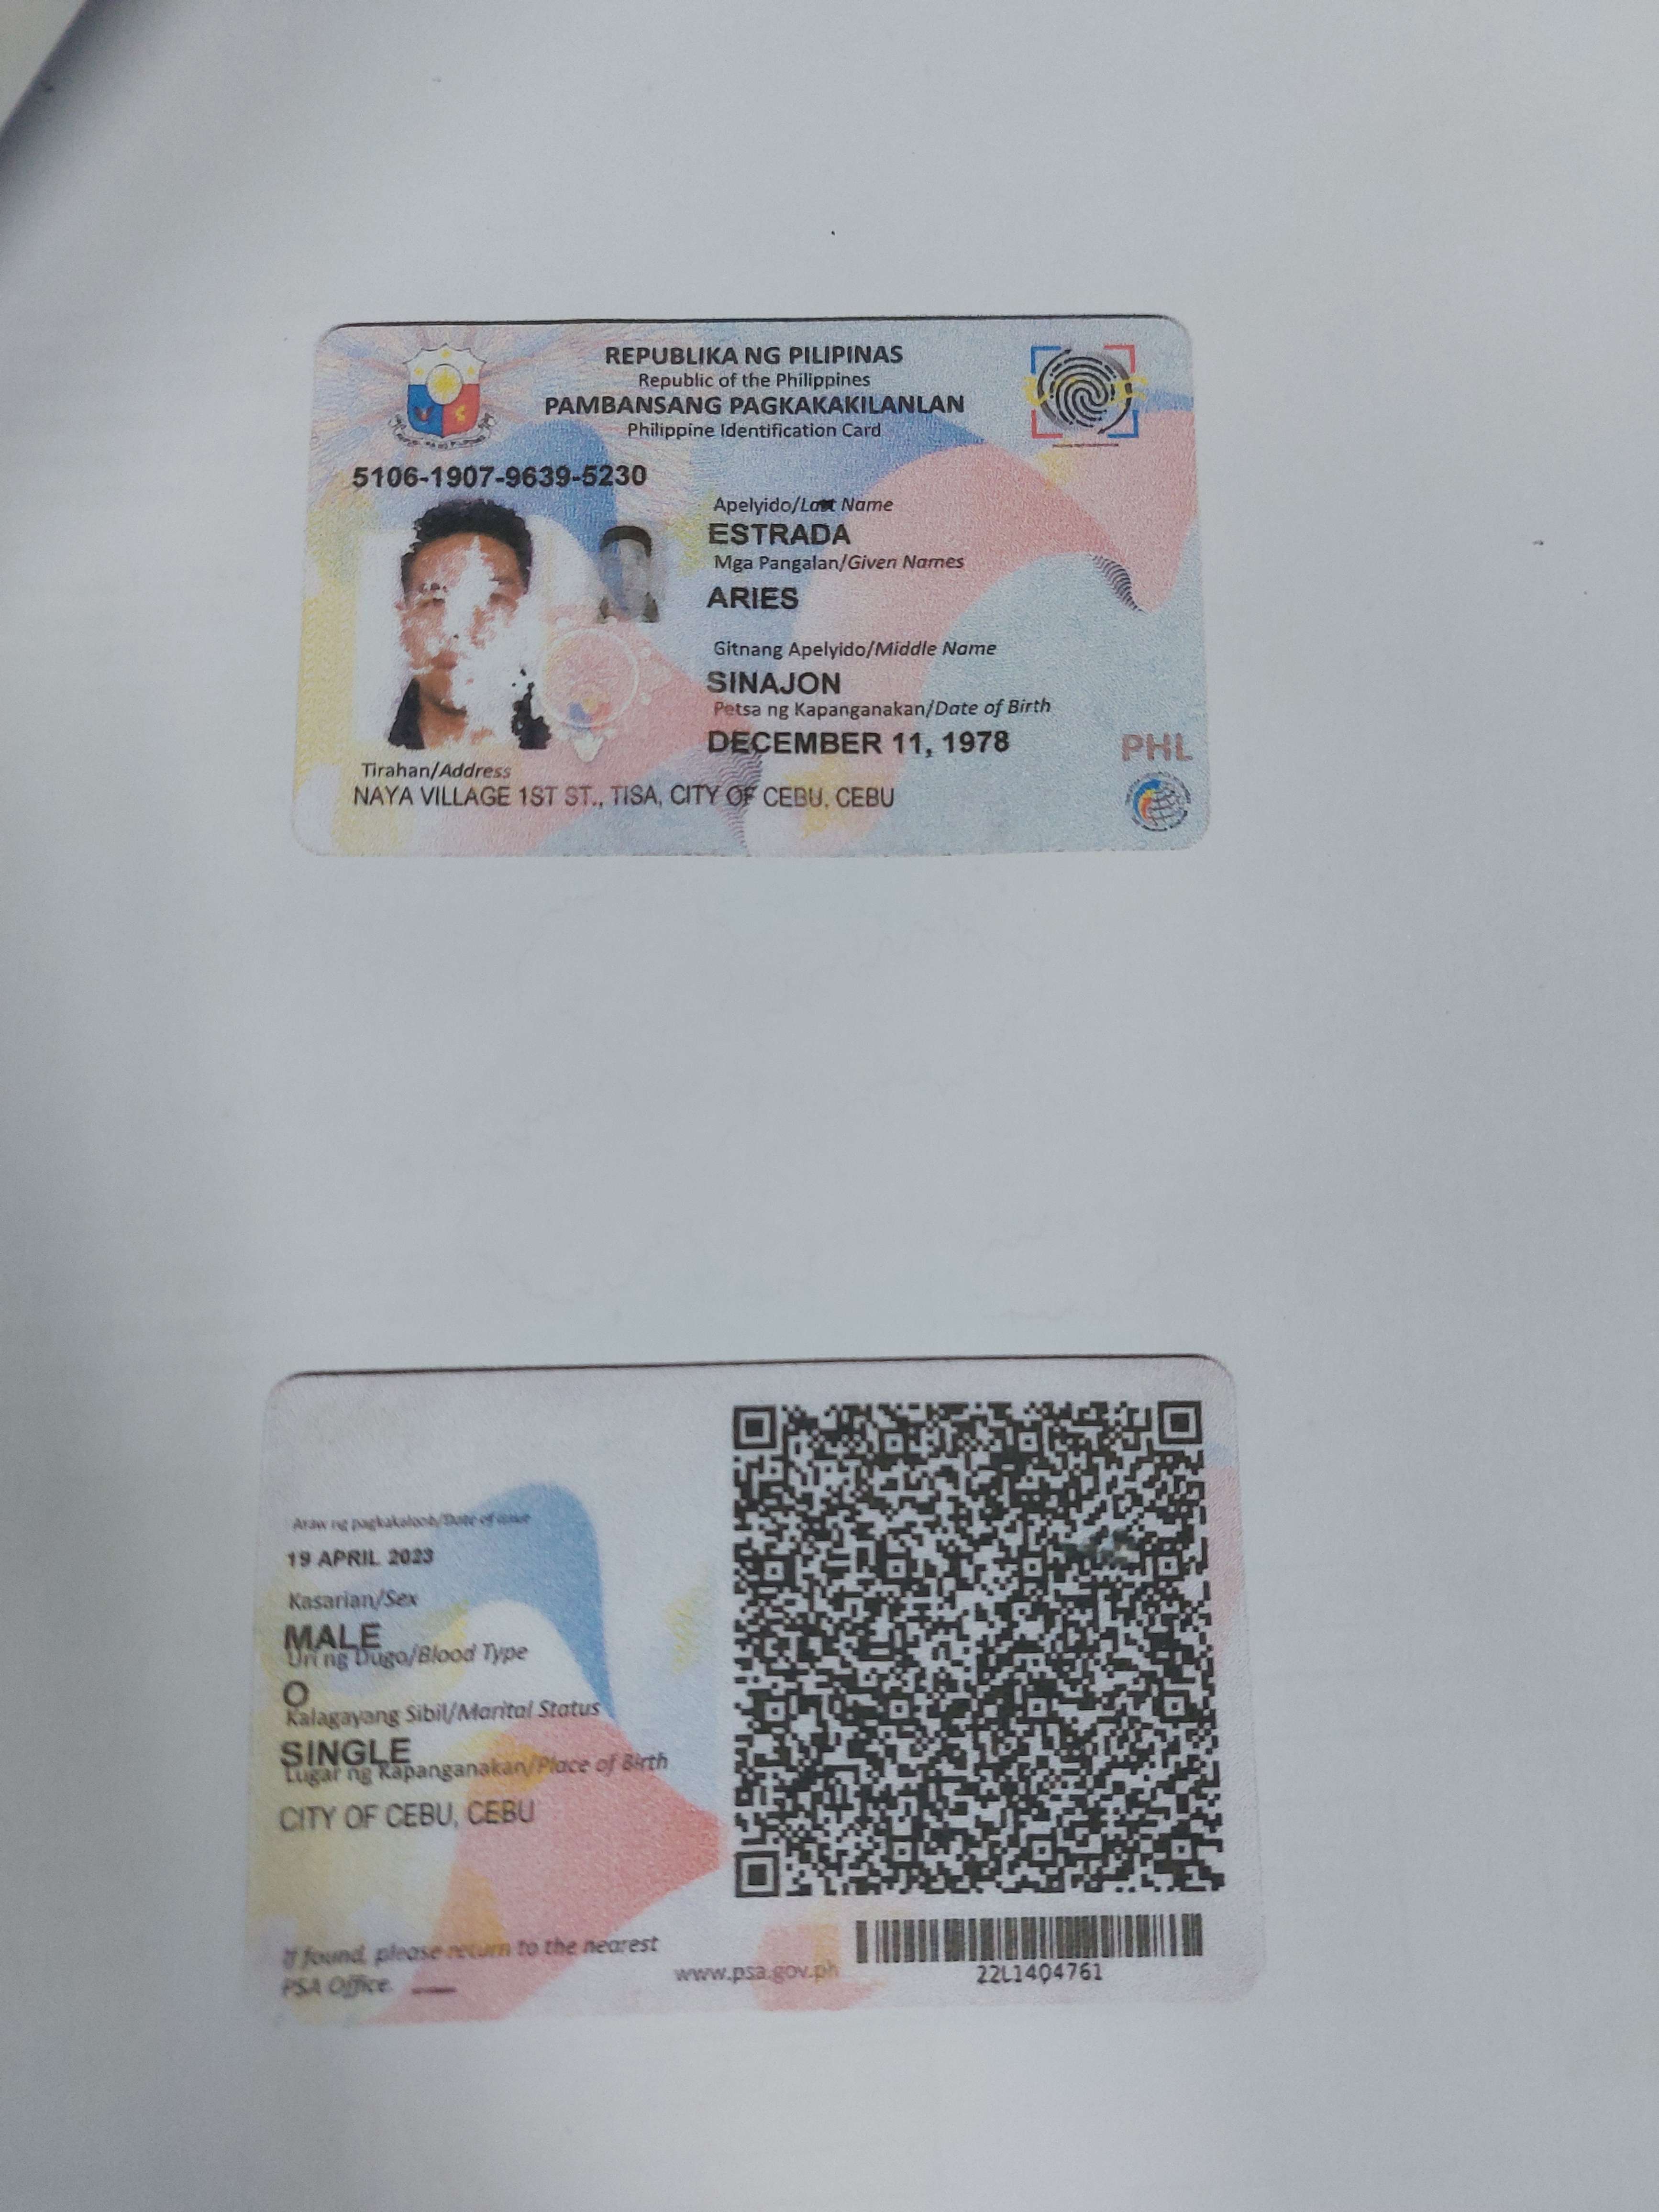 REPUBLIKA NG PILIPINAS
Republic of the Philippines
PAMBANSANG PAGKAKAKILANLAN
Philippine Identification Card
5106-1907-9639-5230
Apelyido/Last Name
ESTRADA
Mga Pangalan/Given Names
ARIES
Gitnang Apelyido/Middle Name
SINAJON
Petsa ng Kapanganakan/Date of Birth
DECEMBER 11, 1978
PHL
Tirahan/Address
NAYA VILLAGE 1ST ST., TISA, CITY OF CEBU, CEBU
Araw ng pagkakaloob/Date of issue
19 APRIL 2023
Kasarian/Sex
MALE
Uri ng Dugo/Blood Type
O
Kalagayang Sibil/Marital Status
SINGLE
Lugar ng Kapanganakan/Place of Birth
CITY OF CEBU, CEBU
If found, please return to the nearest
PSA Office.
www.psa.gov.ph
22L1404761